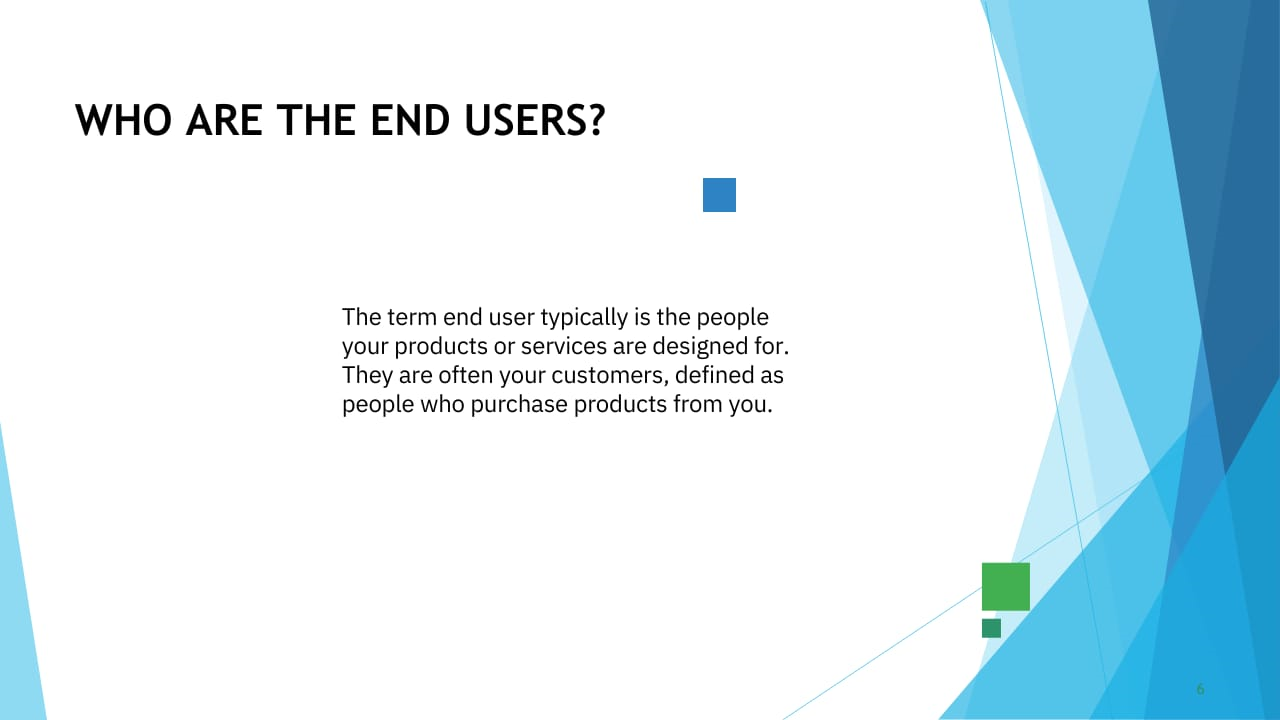 WHO ARE THE END USERS?
The term end user typically is the people
your products or services are designed for.
They are often your customers, defined as
people who purchase products from you.
6